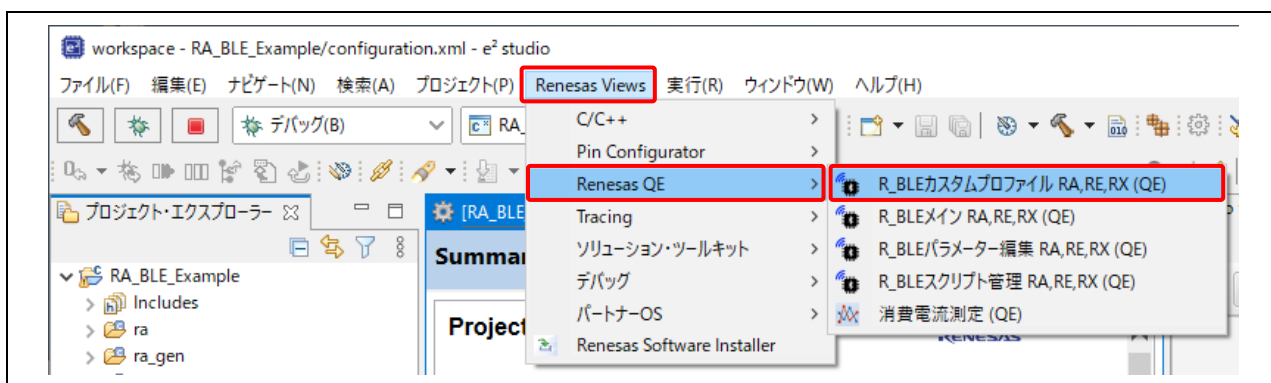 workspace - RA_BLE_Example/configuration.xml - e² studio
ファイル(F) 編集(E) ナビゲート(N) 検索(A) プロジェクト(P) Renesas Views 実行(R) ウィンドウ(W) ヘルプ(H)
デバッグ(B)
C/C++
Pin Configurator
Renesas QE
Tracing
ソリューション・ツールキット
デバッグ
パートナーOS
Renesas Software Installer
R_BLEカスタムプロファイル RA,RE,RX (QE)
R_BLEメイン RA,RE,RX (QE)
R_BLEパラメーター編集 RA,RE,RX (QE)
R_BLEスクリプト管理 RA,RE,RX (QE)
消費電流測定 (QE)
プロジェクト・エクスプローラー
[RA_BLE
RA_BLE_Example
Includes
ra
ra_gen